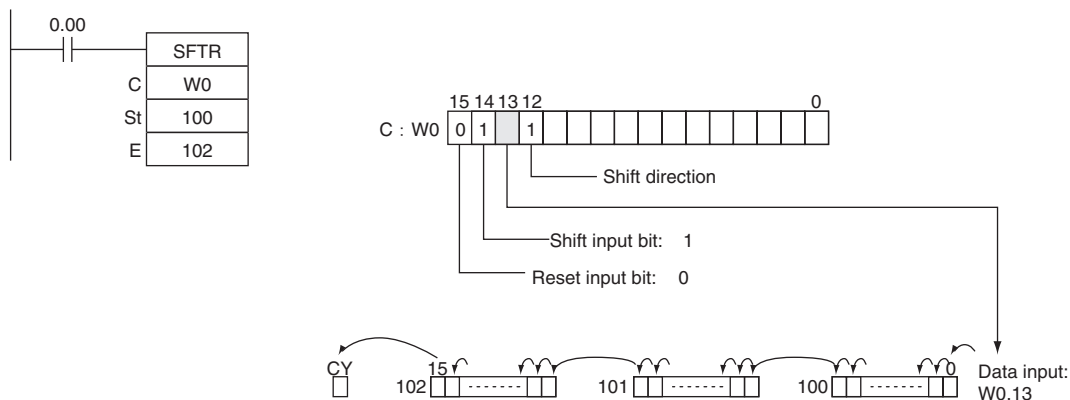 0.00
SFTR
C W0
St 100
E 102
15 14 13 12 0
C : W0 0 1 1
Shift direction
Shift input bit: 1
Reset input bit: 0
CY 15 0 Data input:
102 101 100 W0.13